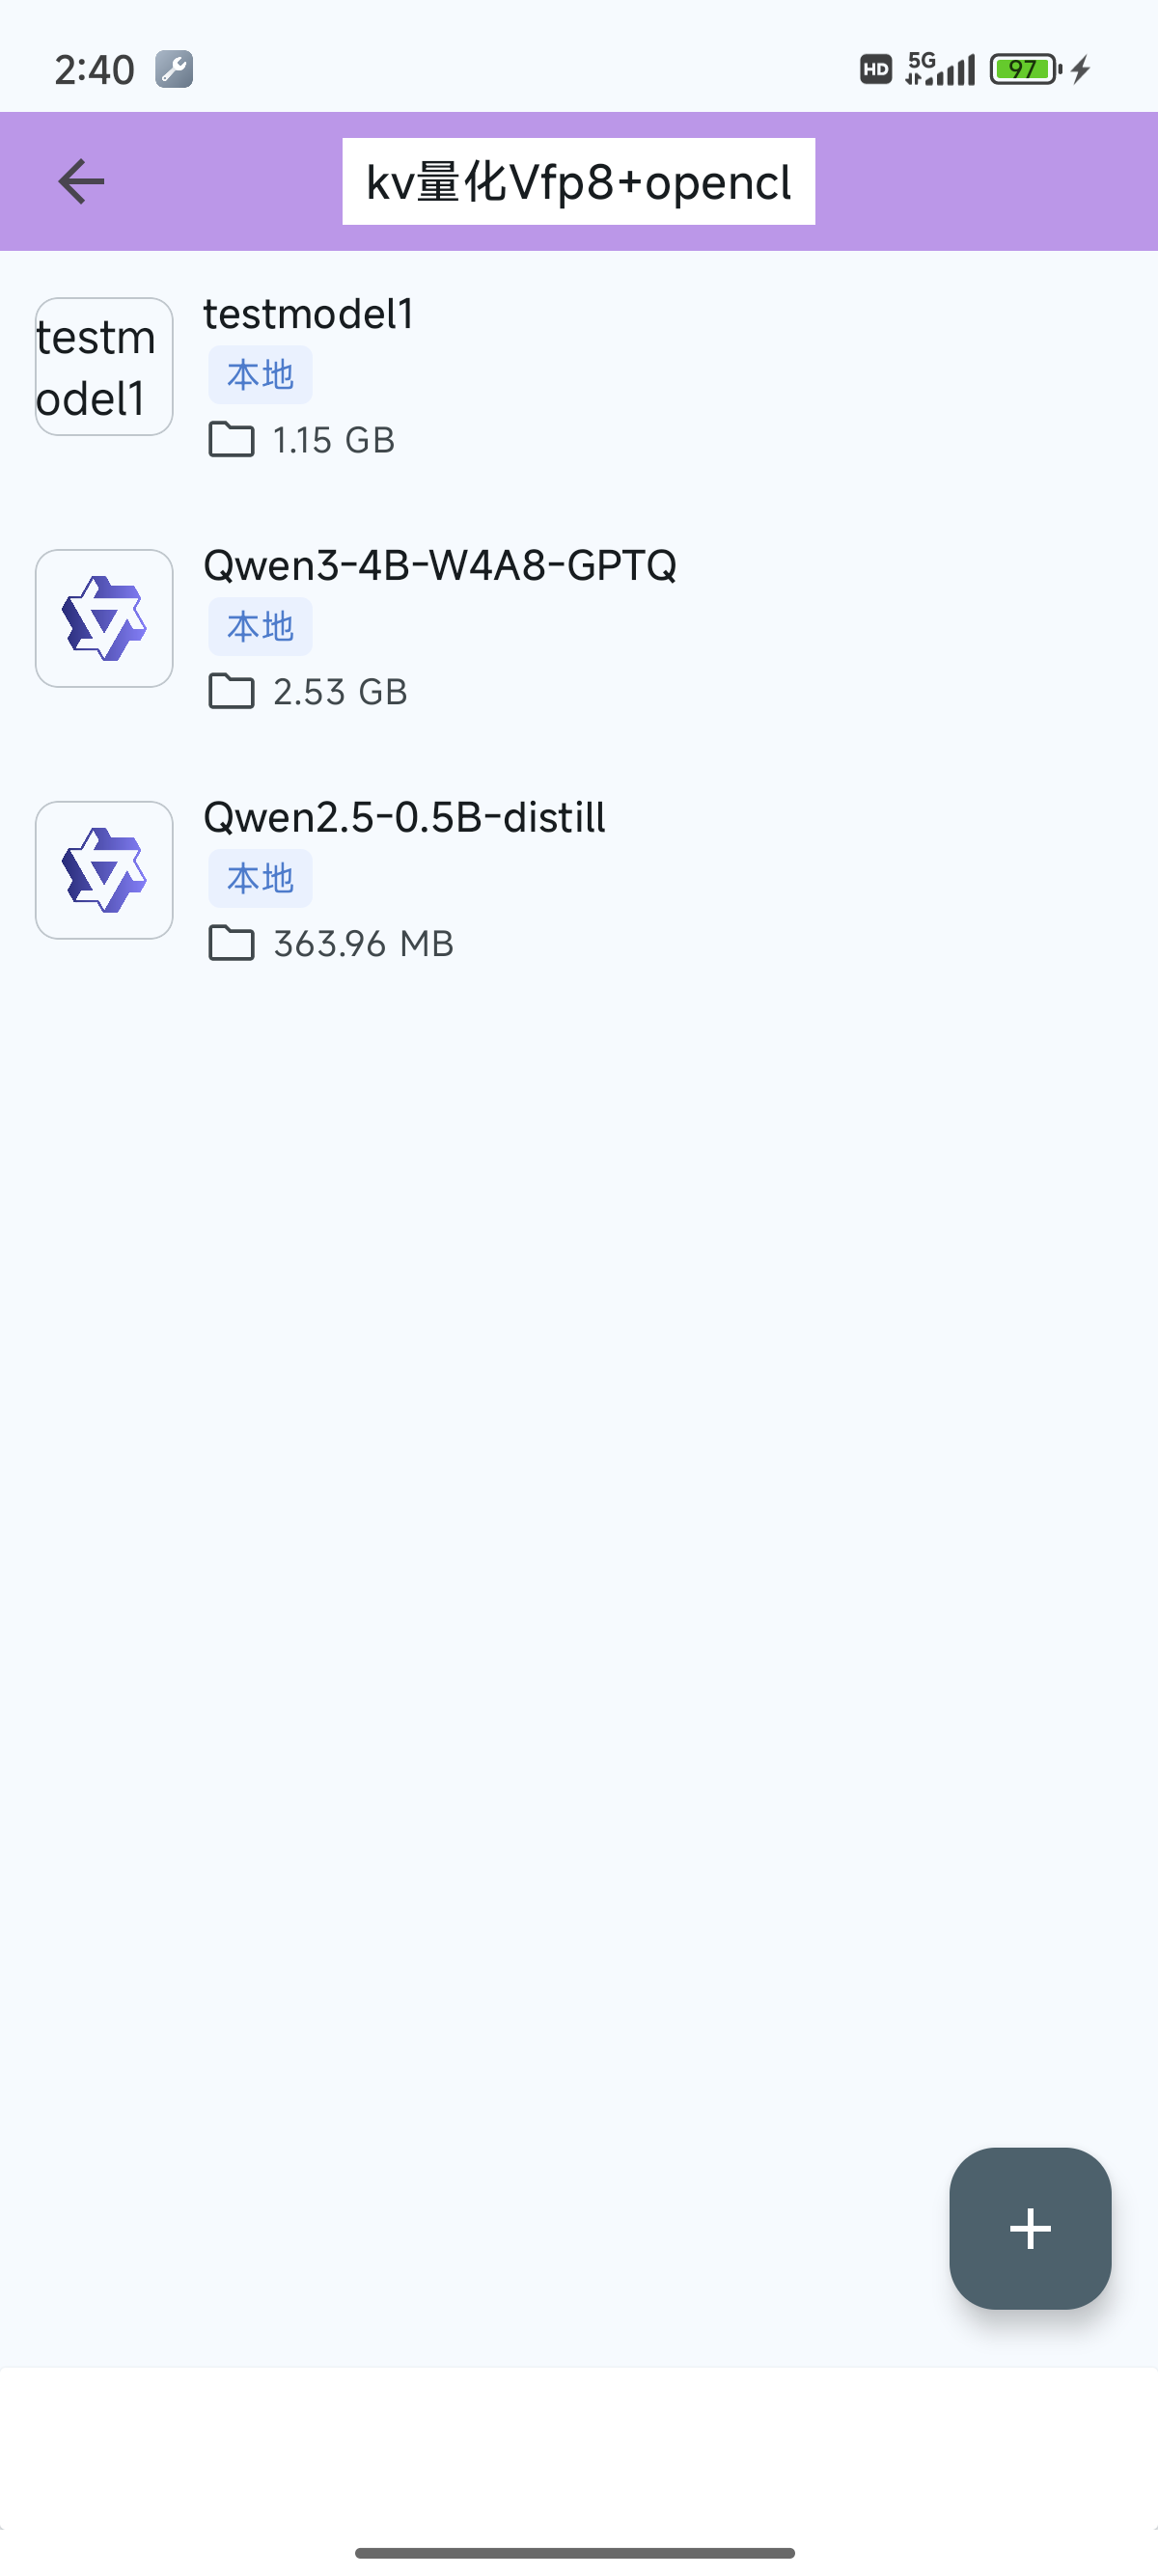 2:40
HD 5G 97
kv量化Vfp8+opencl
testm
odel1
testmodel1
本地
1.15 GB
Qwen3-4B-W4A8-GPTQ
本地
2.53 GB
Qwen2.5-0.5B-distill
本地
363.96 MB